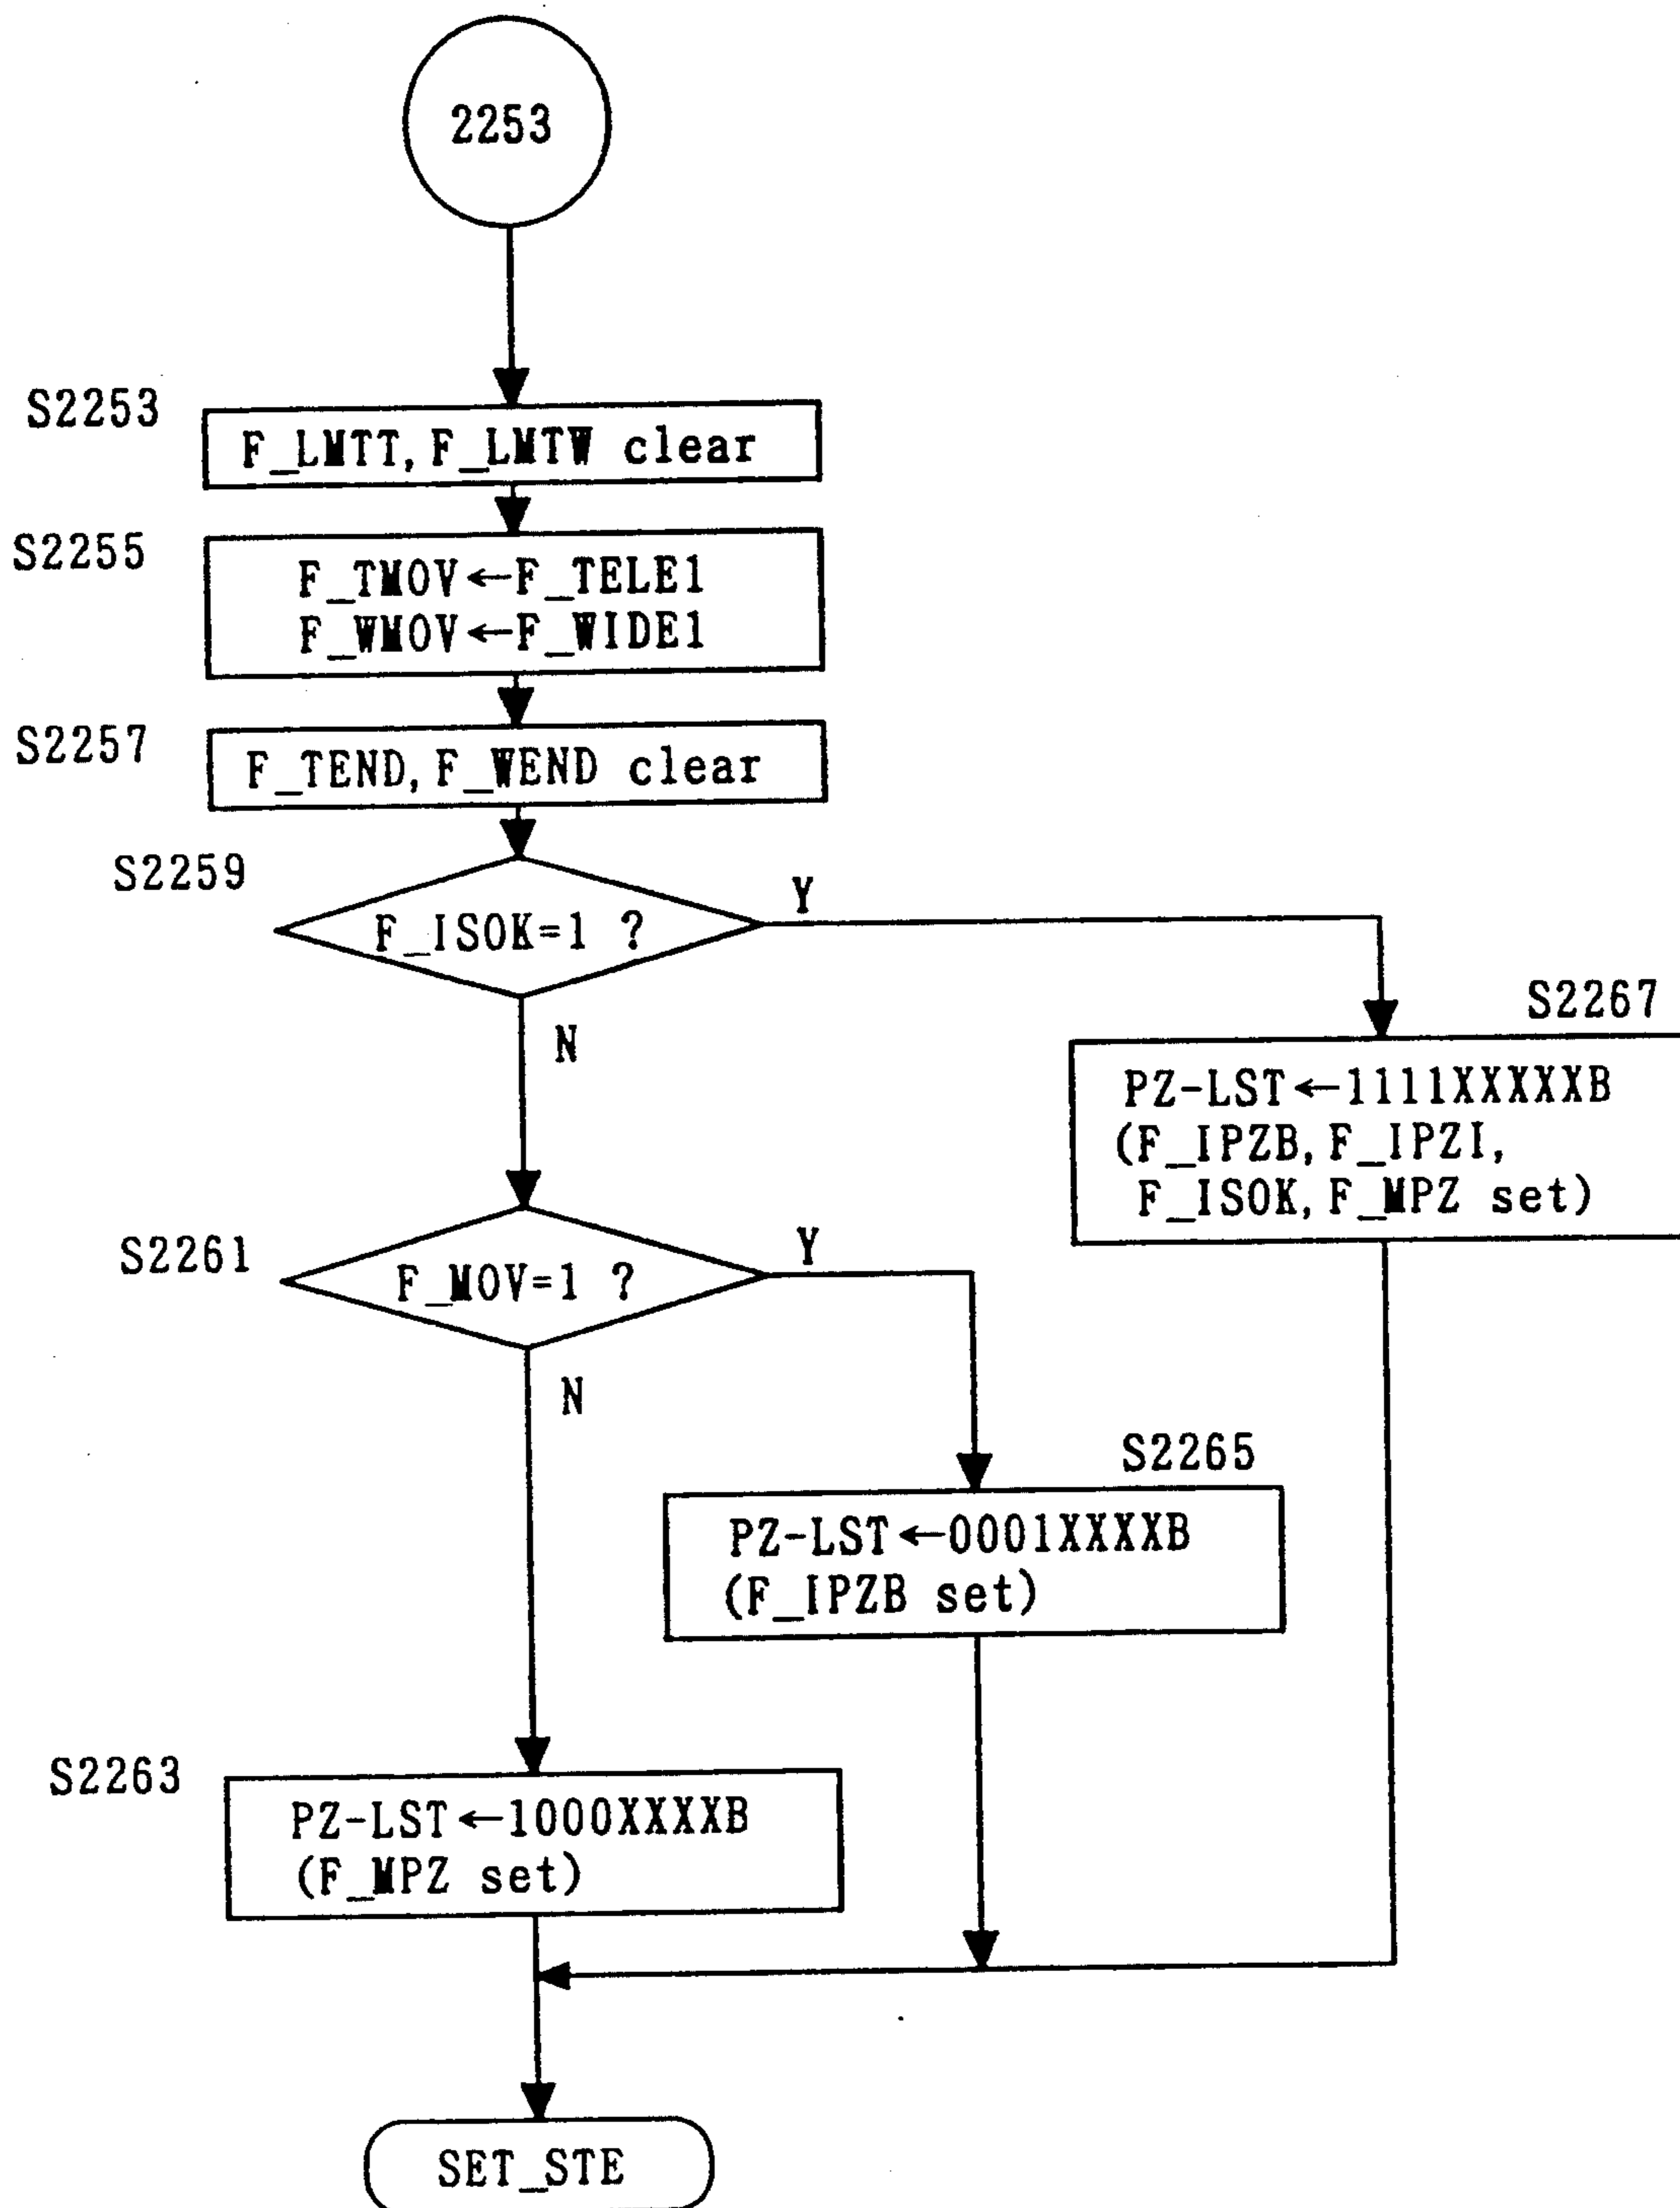 2253
S2253
F_LMTT, F_LMTW clear
S2255
F_TMOV←F_TELE1
F_WMOV←F_WIDE1
S2257
F_TEND, F_WEND clear
S2259
F_ISOK=1 ?
Y
N
S2267
PZ-LST←1111XXXXXB
(F_IPZB, F_IPZI,
F_ISOK, F_MPZ set)
S2261
F_MOV=1 ?
Y
N
S2265
PZ-LST←0001XXXXB
(F_IPZB set)
S2263
PZ-LST←1000XXXXB
(F_MPZ set)
SET_STE